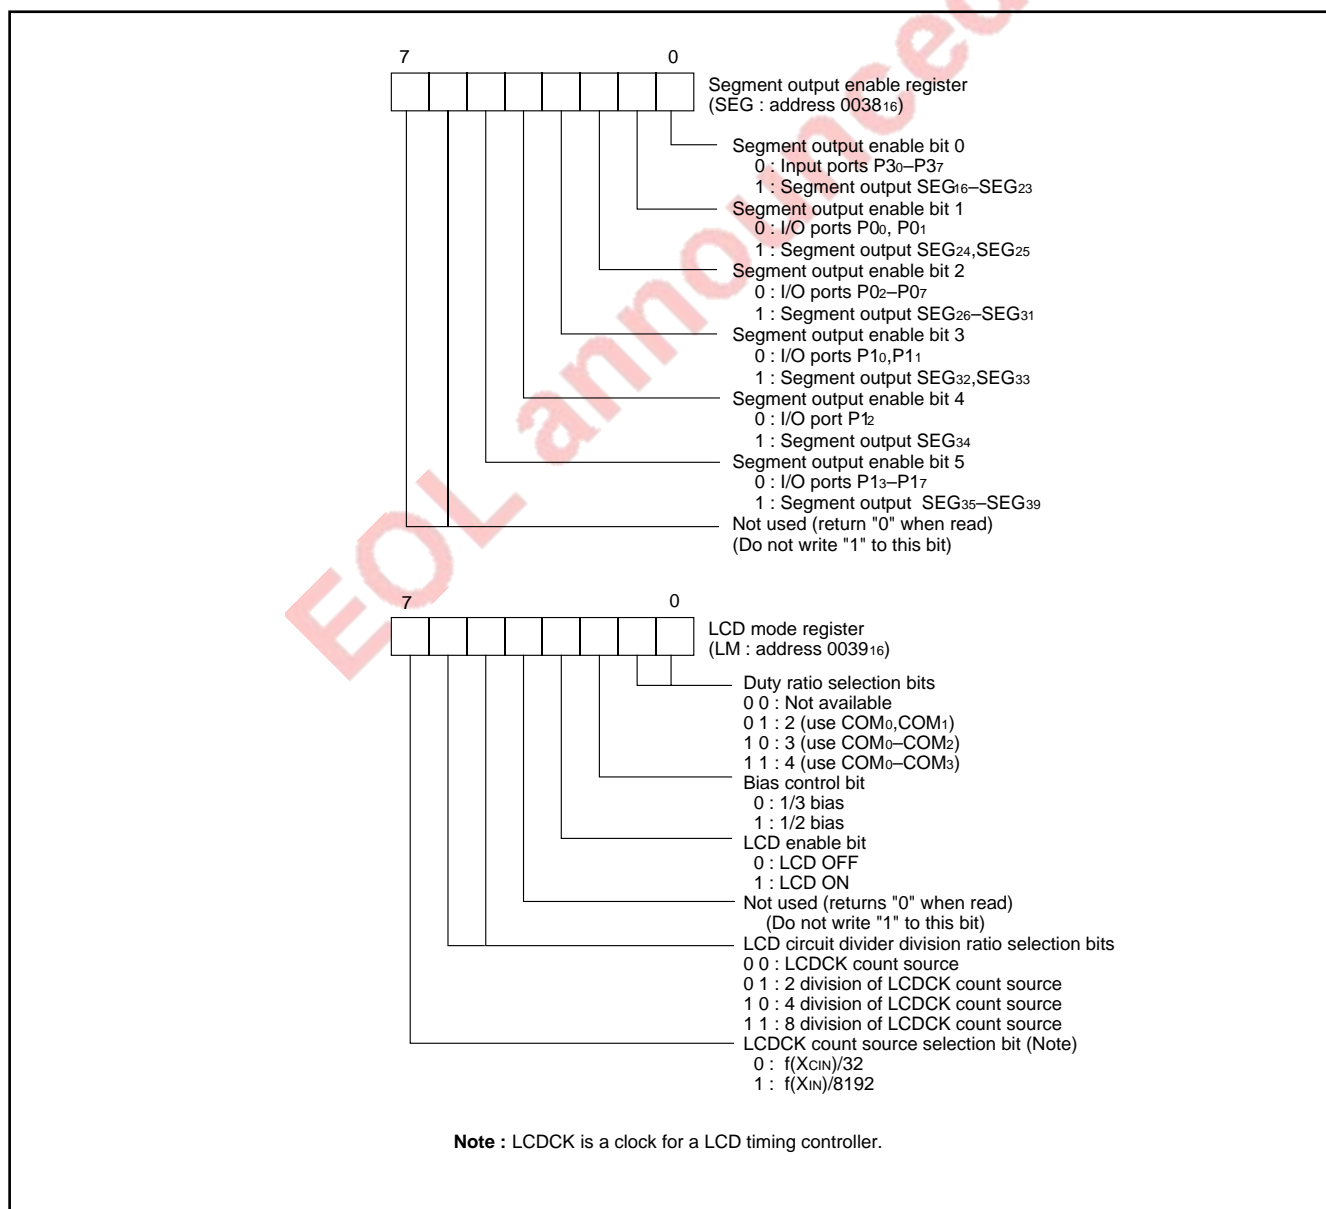 EOL announced
7 0
Segment output enable register
(SEG : address 0038₁₆)
Segment output enable bit 0
0 : Input ports P3₀–P3₇
1 : Segment output SEG₁₆–SEG₂₃
Segment output enable bit 1
0 : I/O ports P0₀, P0₁
1 : Segment output SEG₂₄,SEG₂₅
Segment output enable bit 2
0 : I/O ports P0₂–P0₇
1 : Segment output SEG₂₆–SEG₃₁
Segment output enable bit 3
0 : I/O ports P1₀,P1₁
1 : Segment output SEG₃₂,SEG₃₃
Segment output enable bit 4
0 : I/O port P1₂
1 : Segment output SEG₃₄
Segment output enable bit 5
0 : I/O ports P1₃–P1₇
1 : Segment output SEG₃₅–SEG₃₉
Not used (return "0" when read)
(Do not write "1" to this bit)
7 0
LCD mode register
(LM : address 0039₁₆)
Duty ratio selection bits
0 0 : Not available
0 1 : 2 (use COM₀,COM₁)
1 0 : 3 (use COM₀–COM₂)
1 1 : 4 (use COM₀–COM₃)
Bias control bit
0 : 1/3 bias
1 : 1/2 bias
LCD enable bit
0 : LCD OFF
1 : LCD ON
Not used (returns "0" when read)
(Do not write "1" to this bit)
LCD circuit divider division ratio selection bits
0 0 : LCDCK count source
0 1 : 2 division of LCDCK count source
1 0 : 4 division of LCDCK count source
1 1 : 8 division of LCDCK count source
LCDCK count source selection bit (Note)
0 : f(XCIN)/32
1 : f(XIN)/8192
Note : LCDCK is a clock for a LCD timing controller.